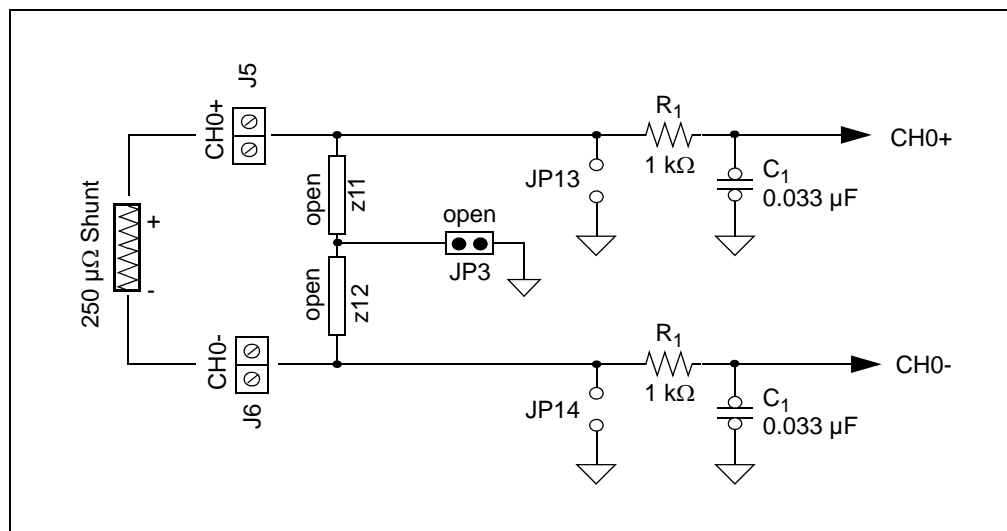 J5
CH0+
R₁
1 kΩ
CH0+
JP13
C₁
0.033 µF
open
z11
open
JP3
250 µΩ Shunt
+
-
open
z12
CH0-
J6
R₁
1 kΩ
CH0-
JP14
C₁
0.033 µF